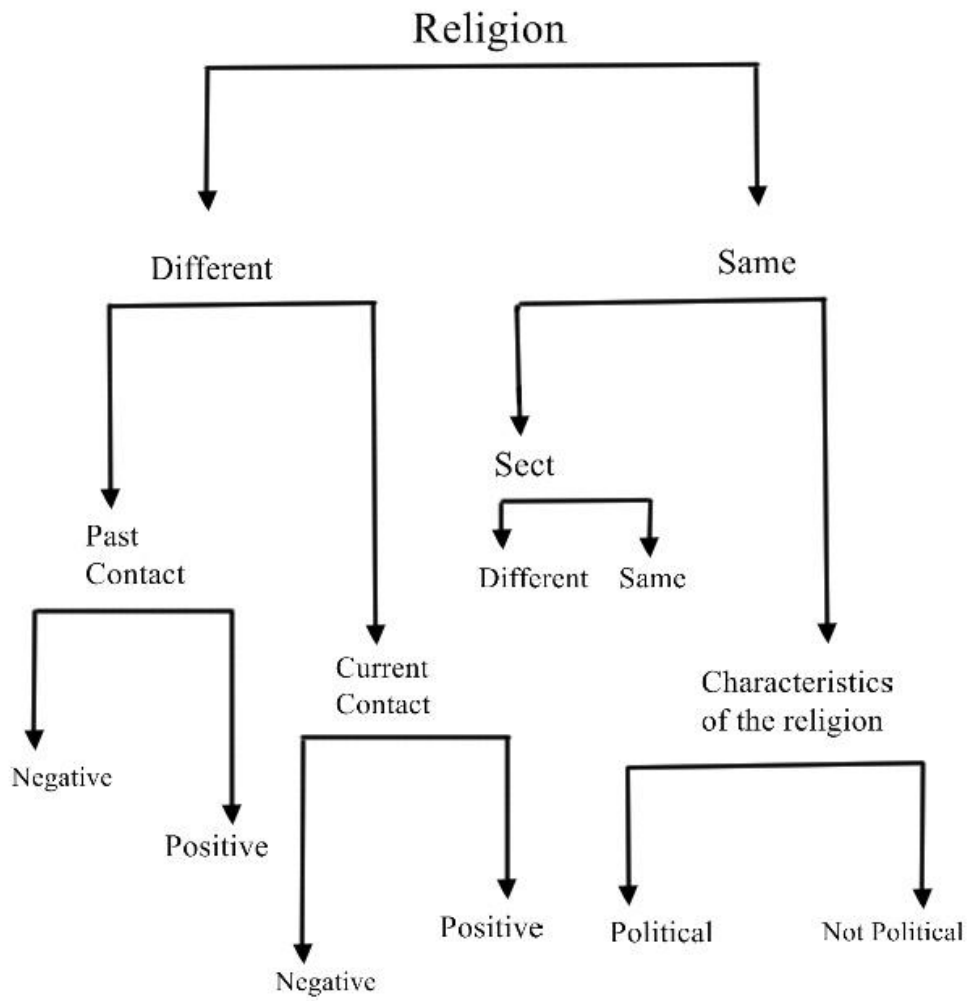 Religion
Different
Same
Sect
Different
Same
Past
Contact
Current
Contact
Characteristics
of the religion
Negative
Positive
Negative
Positive
Political
Not Political